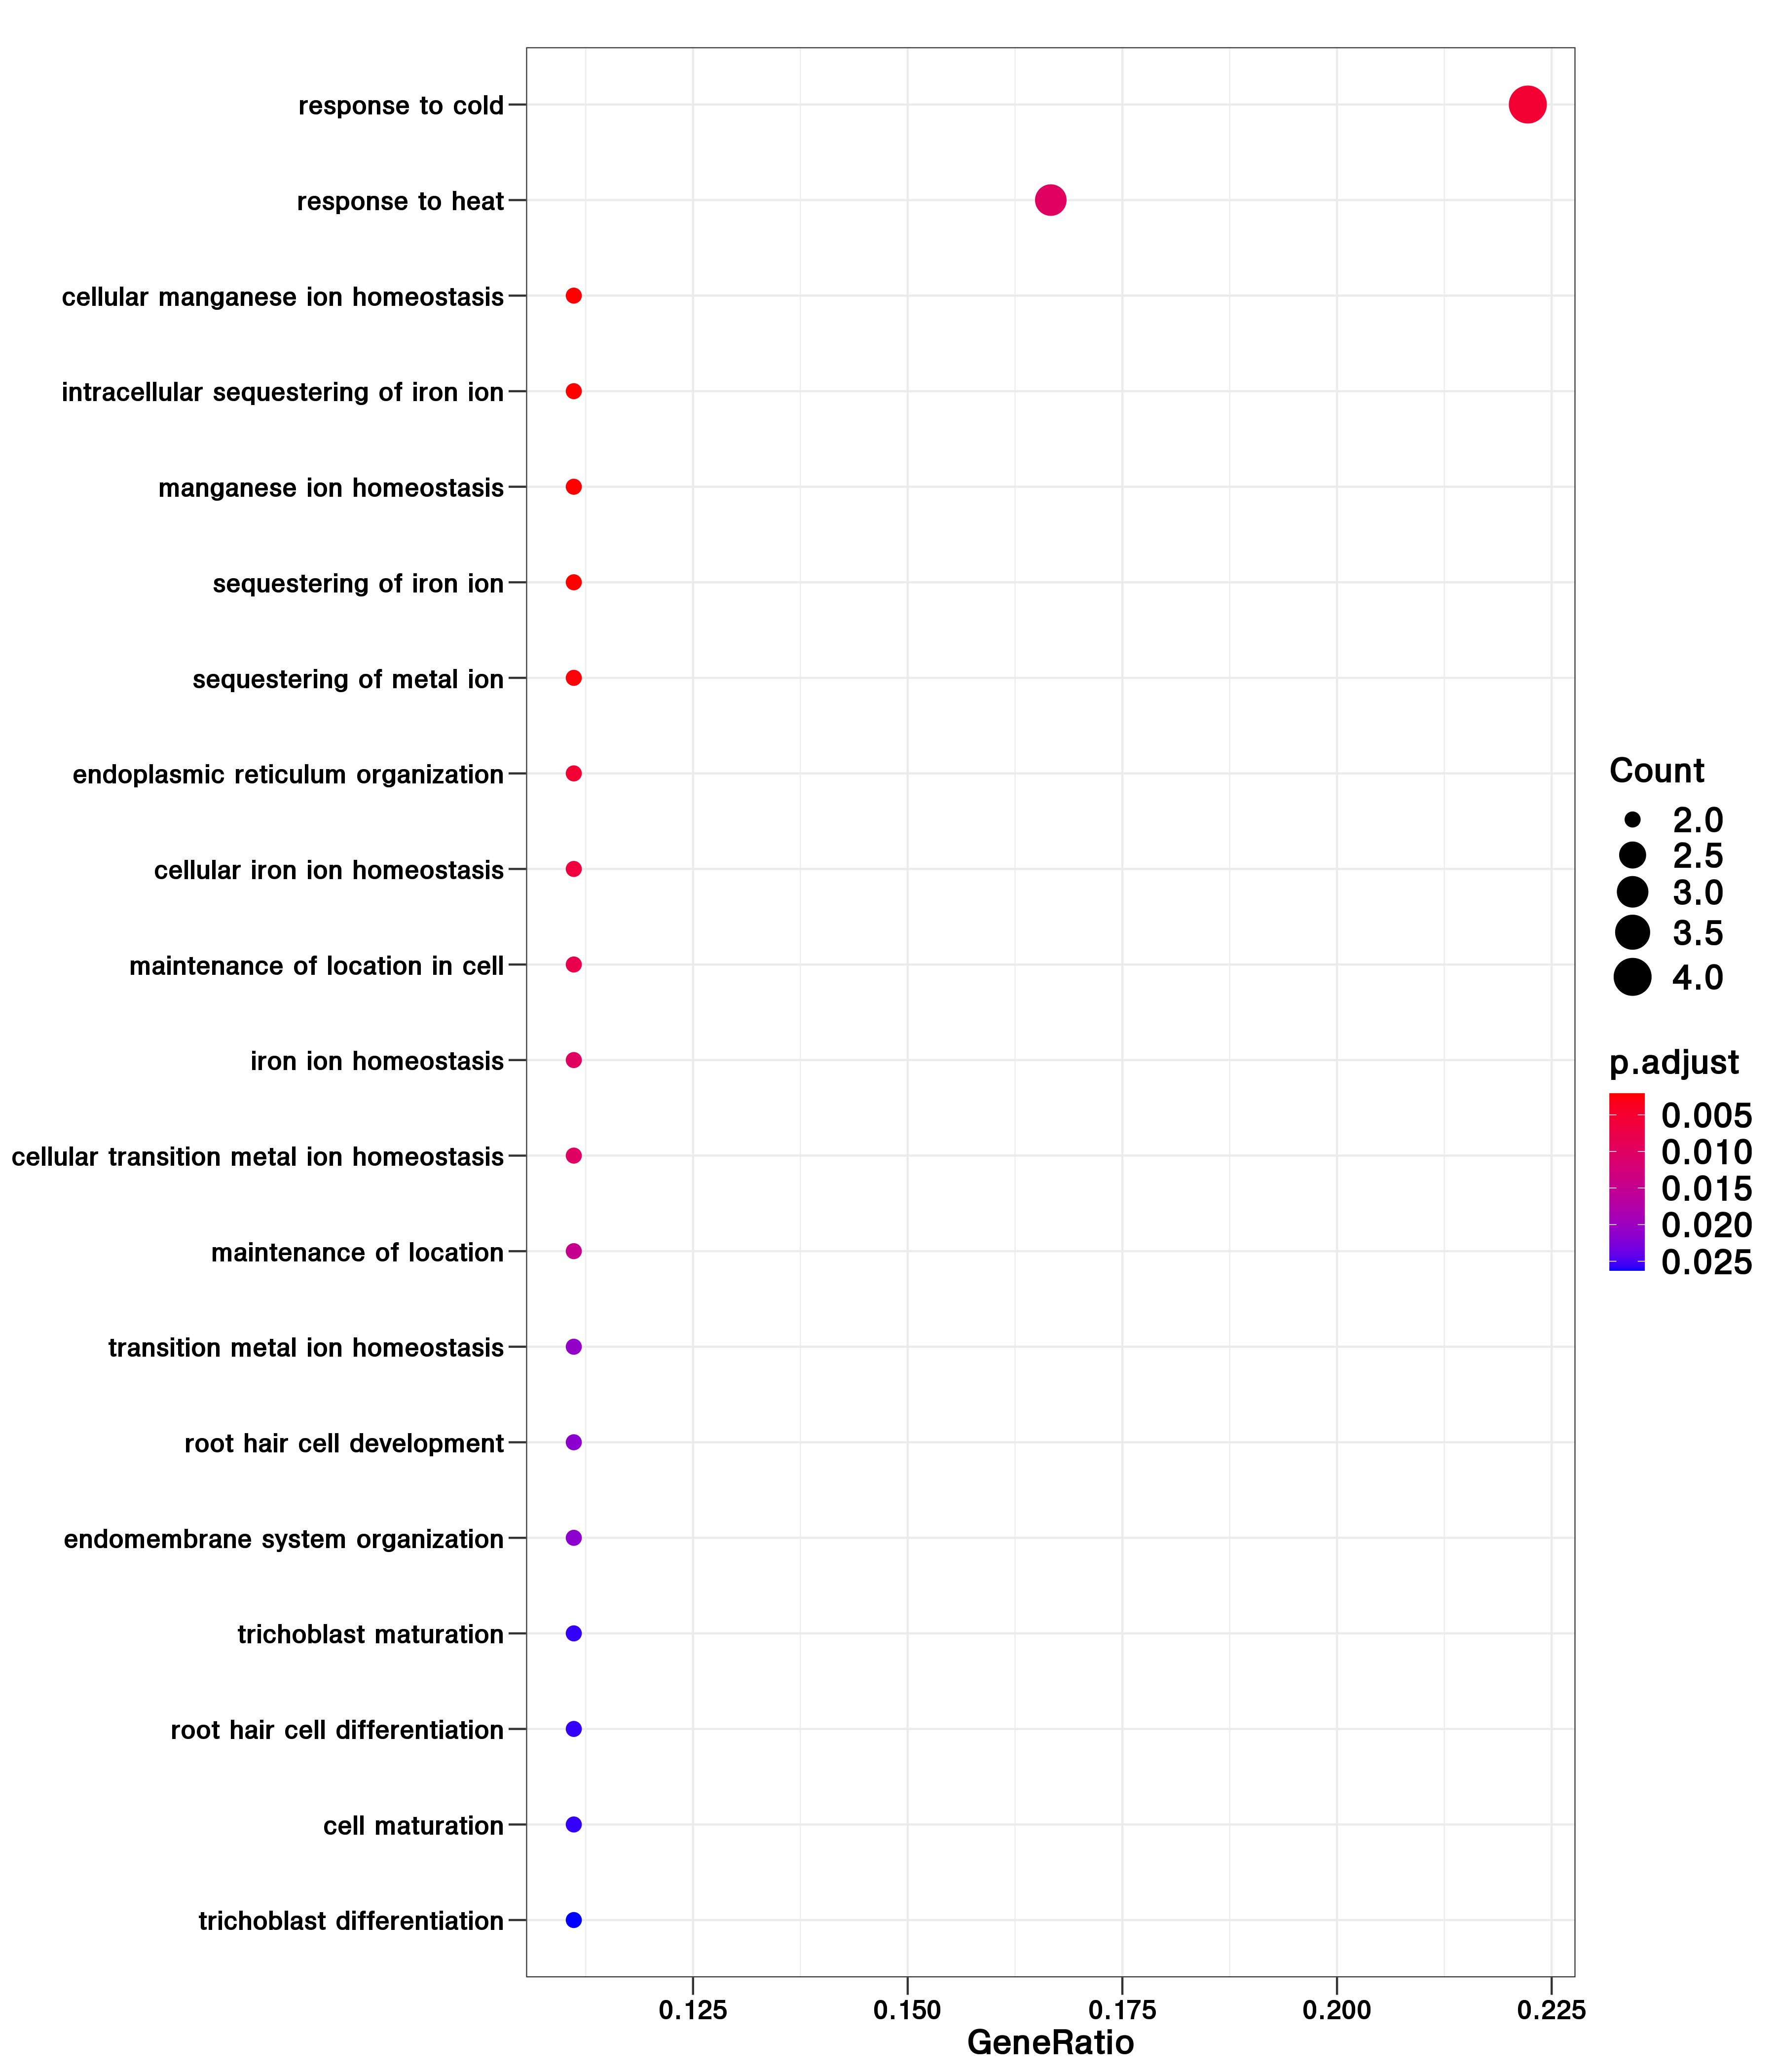 response to cold
response to heat
cellular manganese ion homeostasis
intracellular sequestering of iron ion
manganese ion homeostasis
sequestering of iron ion
sequestering of metal ion
endoplasmic reticulum organization
cellular iron ion homeostasis
maintenance of location in cell
iron ion homeostasis
cellular transition metal ion homeostasis
maintenance of location
transition metal ion homeostasis
root hair cell development
endomembrane system organization
trichoblast maturation
root hair cell differentiation
cell maturation
trichoblast differentiation
0.125 0.150 0.175 0.200 0.225
GeneRatio
Count
2.0
2.5
3.0
3.5
4.0
p.adjust
0.005
0.010
0.015
0.020
0.025